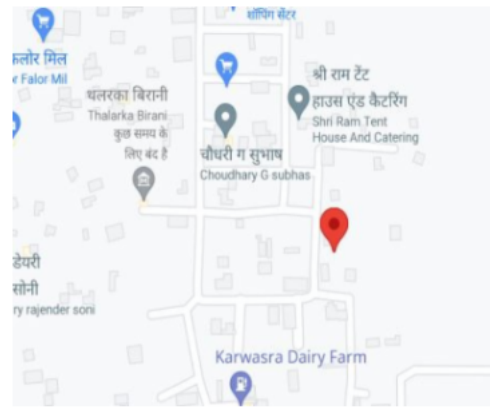 शॉपिंग सेंटर
फलोर मिल
r Falor Mil
थलरका बिरानी
Thalarka Birani
कुछ समय के
लिए बंद है
श्री राम टेंट
हाउस एंड कैटरिंग
Shri Ram Tent
House And Catering
चौधरी ग सुभाष
Choudhary G subhas
डेयरी
सोनी
ry rajender soni
Karwasra Dairy Farm